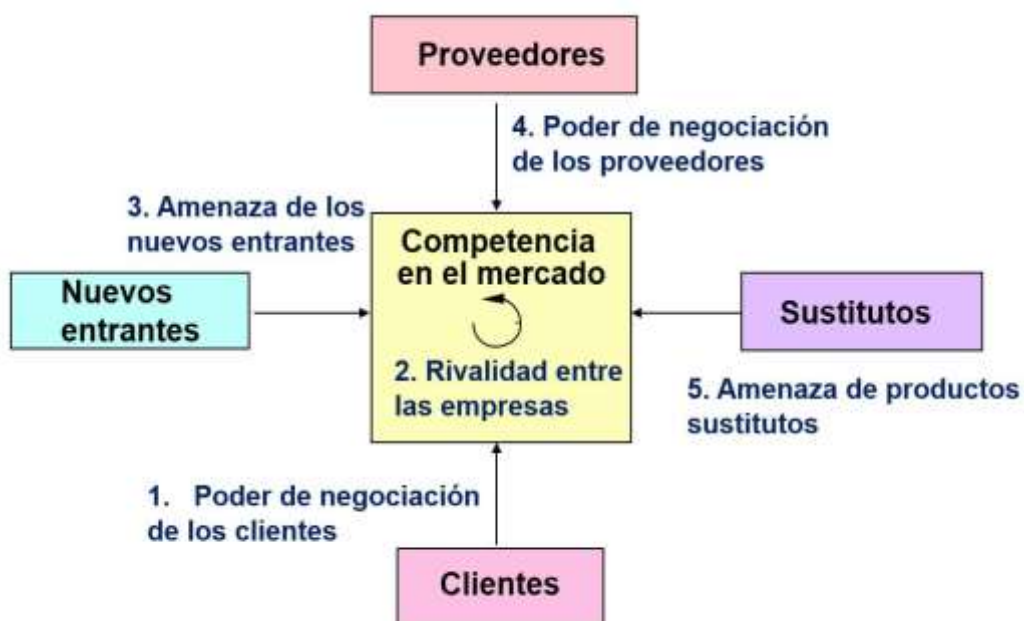 Proveedores
4. Poder de negociación
de los proveedores
3. Amenaza de los
nuevos entrantes
Competencia
en el mercado
Nuevos
entrantes
Sustitutos
2. Rivalidad entre
las empresas
5. Amenaza de productos
sustitutos
1. Poder de negociación
de los clientes
Clientes